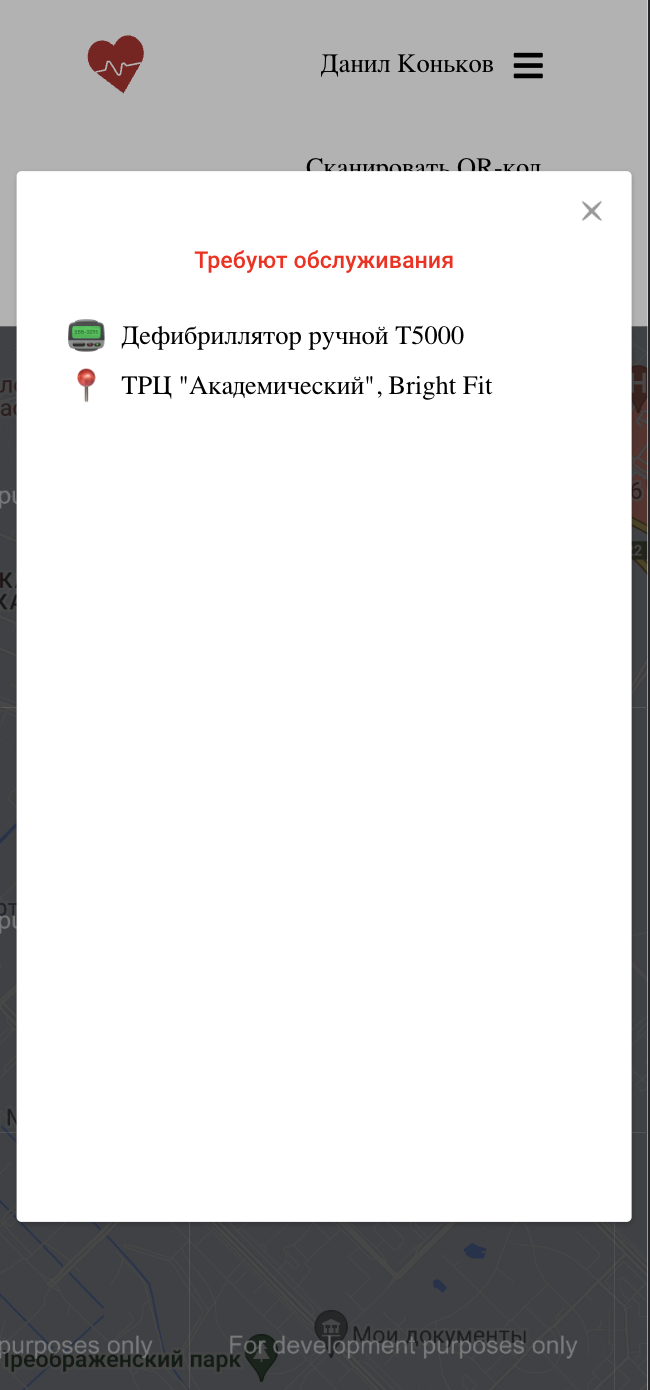 Данил Коньков
Сканировать QR-код
Требуют обслуживания
Дефибриллятор ручной Т5000
ТРЦ "Академический", Bright Fit
Мои документы
purposes only
For development purposes only
Преображенский парк